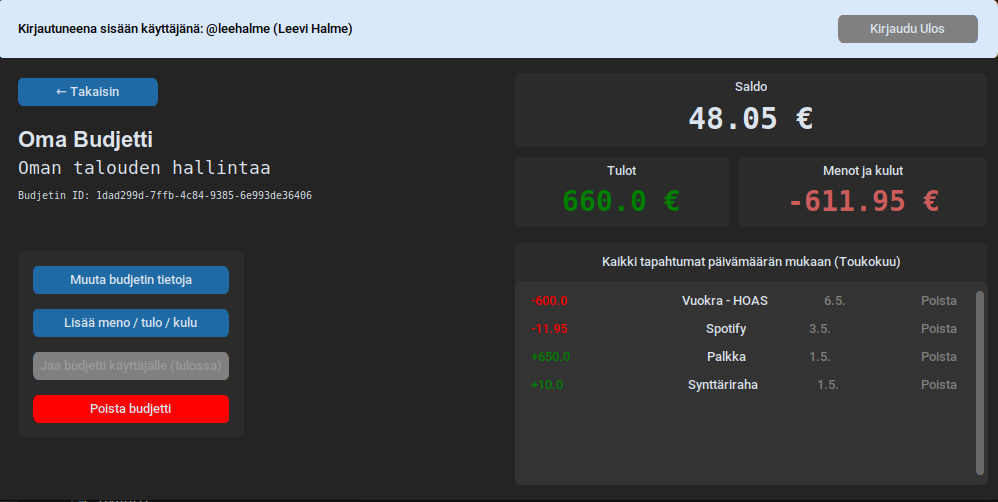 Kirjautuneena sisään käyttäjänä: @leehalme (Leevi Halme)
Kirjaudu Ulos
← Takaisin
Oma Budjetti
Oman talouden hallintaa
Budjetin ID: 1dad299d-7ffb-4c84-9385-6e993de36406
Muuta budjetin tietoja
Lisää meno / tulo / kulu
Jaa budjetti käyttäjälle (tulossa)
Poista budjetti
Saldo
48.05 €
Tulot
660.0 €
Menot ja kulut
-611.95 €
Kaikki tapahtumat päivämäärän mukaan (Toukokuu)
-600.0 Vuokra - HOAS 6.5. Poista
-11.95 Spotify 3.5. Poista
+650.0 Palkka 1.5. Poista
+10.0 Synttäriraha 1.5. Poista